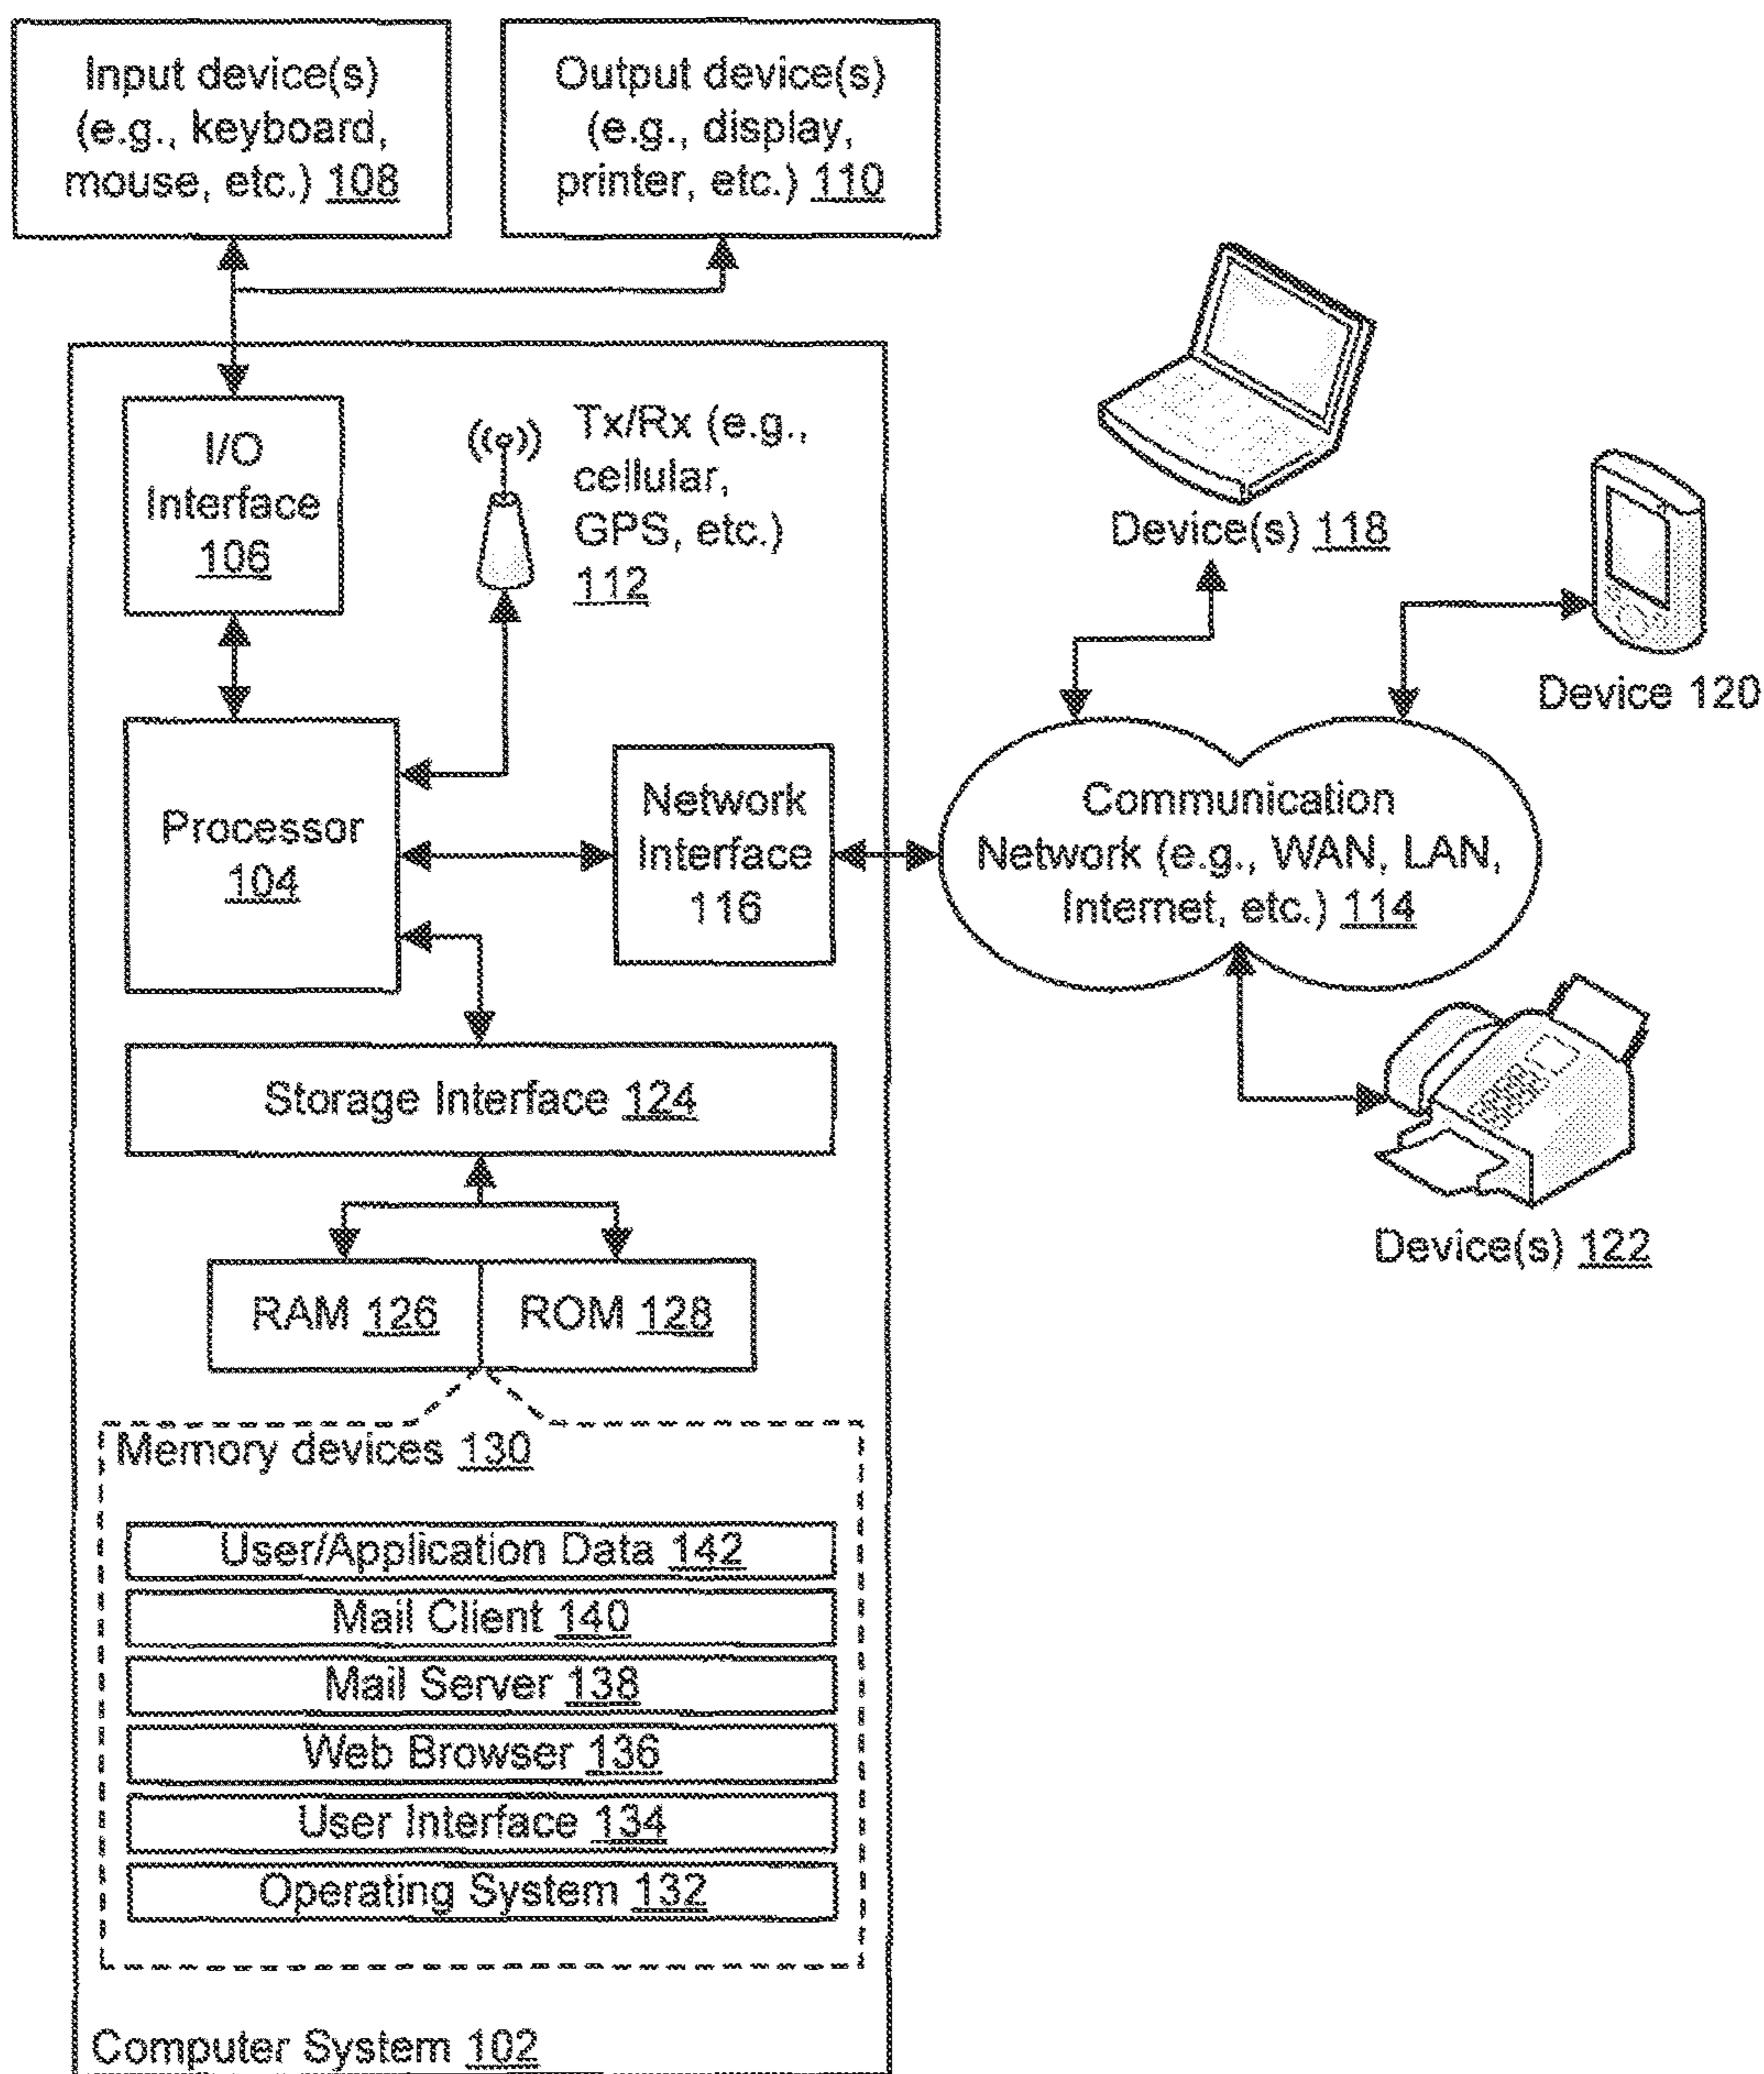 Input device(s)
(e.g., keyboard,
mouse, etc.) 108
Output device(s)
(e.g., display,
printer, etc.) 110
I/O
Interface
106
Tx/Rx (e.g.,
cellular,
GPS, etc.)
112
Device(s) 118
Device 120
Processor
104
Network
Interface
116
Communication
Network (e.g., WAN, LAN,
Internet, etc.) 114
Storage Interface 124
Device(s) 122
RAM 126
ROM 128
Memory devices 130
User/Application Data 142
Mail Client 140
Mail Server 138
Web Browser 136
User Interface 134
Operating System 132
Computer System 102